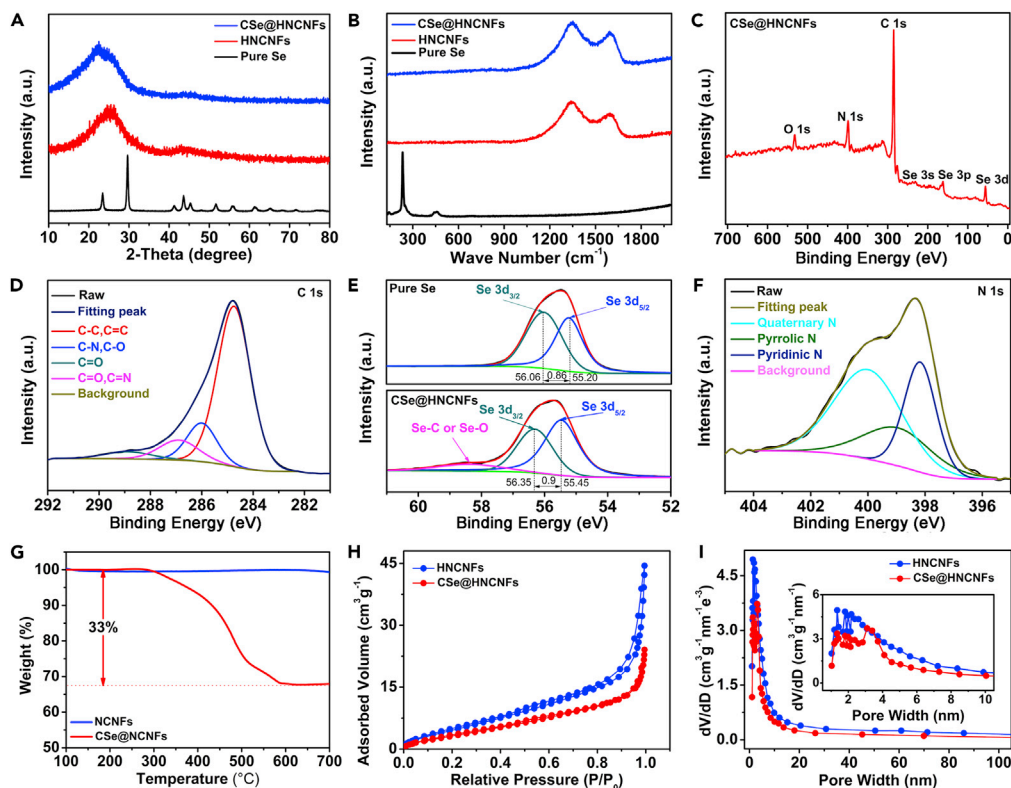 A
CSe@HNCNFs
HNCNFs
Pure Se
Intensity (a.u.)
10 20 30 40 50 60 70 80
2-Theta (degree)
B
CSe@HNCNFs
HNCNFs
Pure Se
Intensity (a.u.)
300 600 900 1200 1500 1800
Wave Number (cm-1)
C
CSe@HNCNFs
C 1s
N 1s
O 1s
Se 3s Se 3p Se 3d
Intensity (a.u.)
700 600 500 400 300 200 100 0
Binding Energy (eV)
D
C 1s
Raw
Fitting peak
C-C,C=C
C-N,C-O
C=O
C=O,C=N
Background
Intensity (a.u.)
292 290 288 286 284 282
Binding Energy (eV)
E
Pure Se
Se 3d3/2
Se 3d5/2
0.86
56.06 55.20
CSe@HNCNFs
Se 3d3/2
Se 3d5/2
Se-C or Se-O
0.9
56.35 55.45
Intensity (a.u.)
60 58 56 54 52
Binding Energy (eV)
F
N 1s
Raw
Fitting peak
Quaternary N
Pyrrolic N
Pyridinic N
Background
Intensity (a.u.)
404 402 400 398 396
Binding Energy (eV)
G
100
90
80
70
60
50
33%
NCNFs
CSe@NCNFs
Weight (%)
100 200 300 400 500 600 700
Temperature (°C)
H
HNCNFs
CSe@HNCNFs
45
30
15
0
Adsorbed Volume (cm3 g-1)
0.0 0.2 0.4 0.6 0.8 1.0
Relative Pressure (P/P0)
I
HNCNFs
CSe@HNCNFs
4.5
3.0
1.5
0.0
dV/dD (cm3g-1 nm-1 e-3)
6
3
0
dV/dD (cm3g-1nm-1)
2 4 6 8 10
Pore Width (nm)
0 20 40 60 80 100
Pore Width (nm)